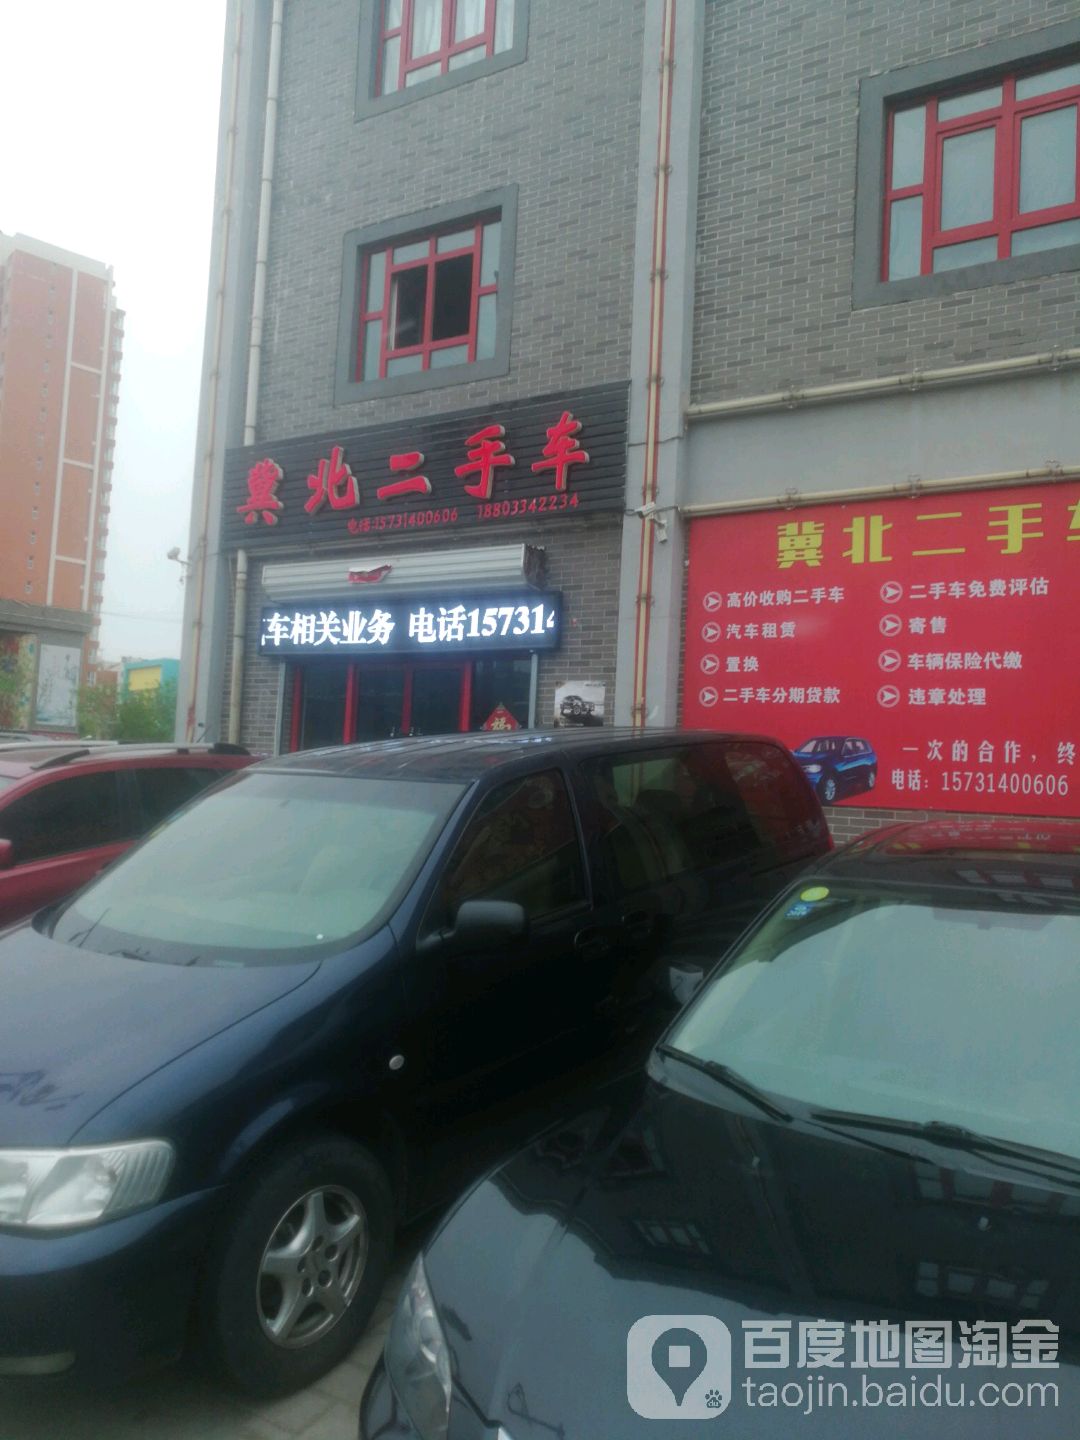 冀北二手车
电话:15731400606 18803342234
车相关业务 电话157314
福
冀北二手车
高价收购二手车 二手车免费评估
汽车租赁 寄售
置换 车辆保险代缴
二手车分期贷款 违章处理
一次的合作，终
电话：15731400606
百度地图淘金
taojin.baidu.com